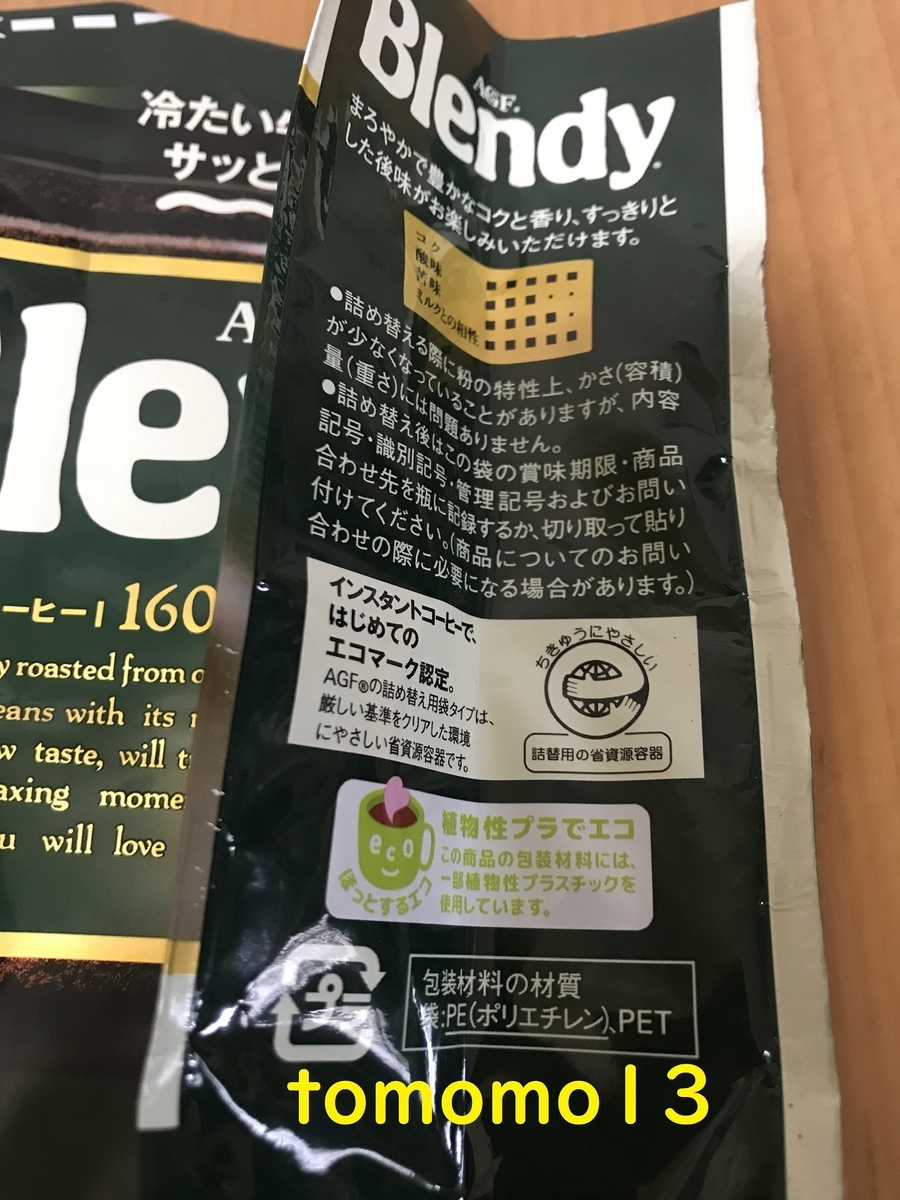 冷たい
サッと
A
le
ーヒー| 160
y roasted from
eans with its
w taste, will
axing mome
u will love
AGF®
Blendy
まろやかで豊かなコクと香り、すっきりと
した後味がお楽しみいただけます。
コク
酸味
苦味
ミルクとの相性
●詰め替える際に粉の特性上、かさ(容積)
が少なくなっていることがありますが、内容
量(重さ)には問題ありません。
●詰め替え後はこの袋の賞味期限・商品
記号・識別記号・管理記号およびお問い
合わせ先を瓶に記録するか、切り取って貼り
付けてください。(商品についてのお問い
合わせの際に必要になる場合があります。)
インスタントコーヒーで、
はじめての
エコマーク認定。
AGF®の詰め替え用袋タイプは、
厳しい基準をクリアした環境
にやさしい省資源容器です。
ちきゅうにやさしい
詰替用の省資源容器
eco
ほっとするエコ
植物性プラでエコ
この商品の包装材料には、
一部植物性プラスチックを
使用しています。
プラ
包装材料の材質
袋:PE(ポリエチレン)、PET
tomomo13